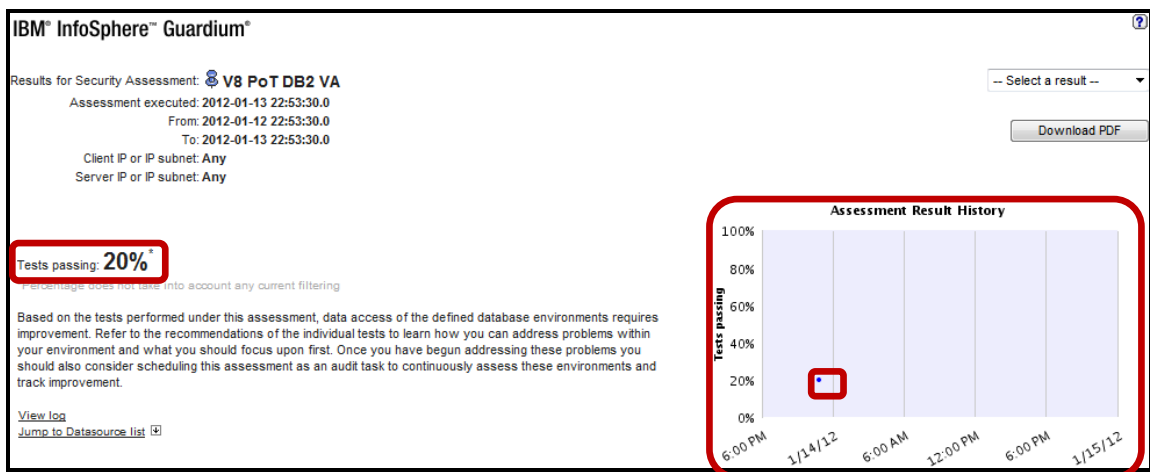 IBM® InfoSphere™ Guardium®
?
Results for Security Assessment: V8 PoT DB2 VA
-- Select a result --
Assessment executed: 2012-01-13 22:53:30.0
From: 2012-01-12 22:53:30.0
To: 2012-01-13 22:53:30.0
Download PDF
Client IP or IP subnet: Any
Server IP or IP subnet: Any
Tests passing: 20%*
Percentage does not take into account any current filtering
Based on the tests performed under this assessment, data access of the defined database environments requires
improvement. Refer to the recommendations of the individual tests to learn how you can address problems within
your environment and what you should focus upon first. Once you have begun addressing these problems you
should also consider scheduling this assessment as an audit task to continuously assess these environments and
track improvement.
View log
Jump to Datasource list
Assessment Result History
Tests passing
100%
80%
60%
40%
20%
0%
6:00 PM
1/14/12
6:00 AM
12:00 PM
6:00 PM
1/15/12